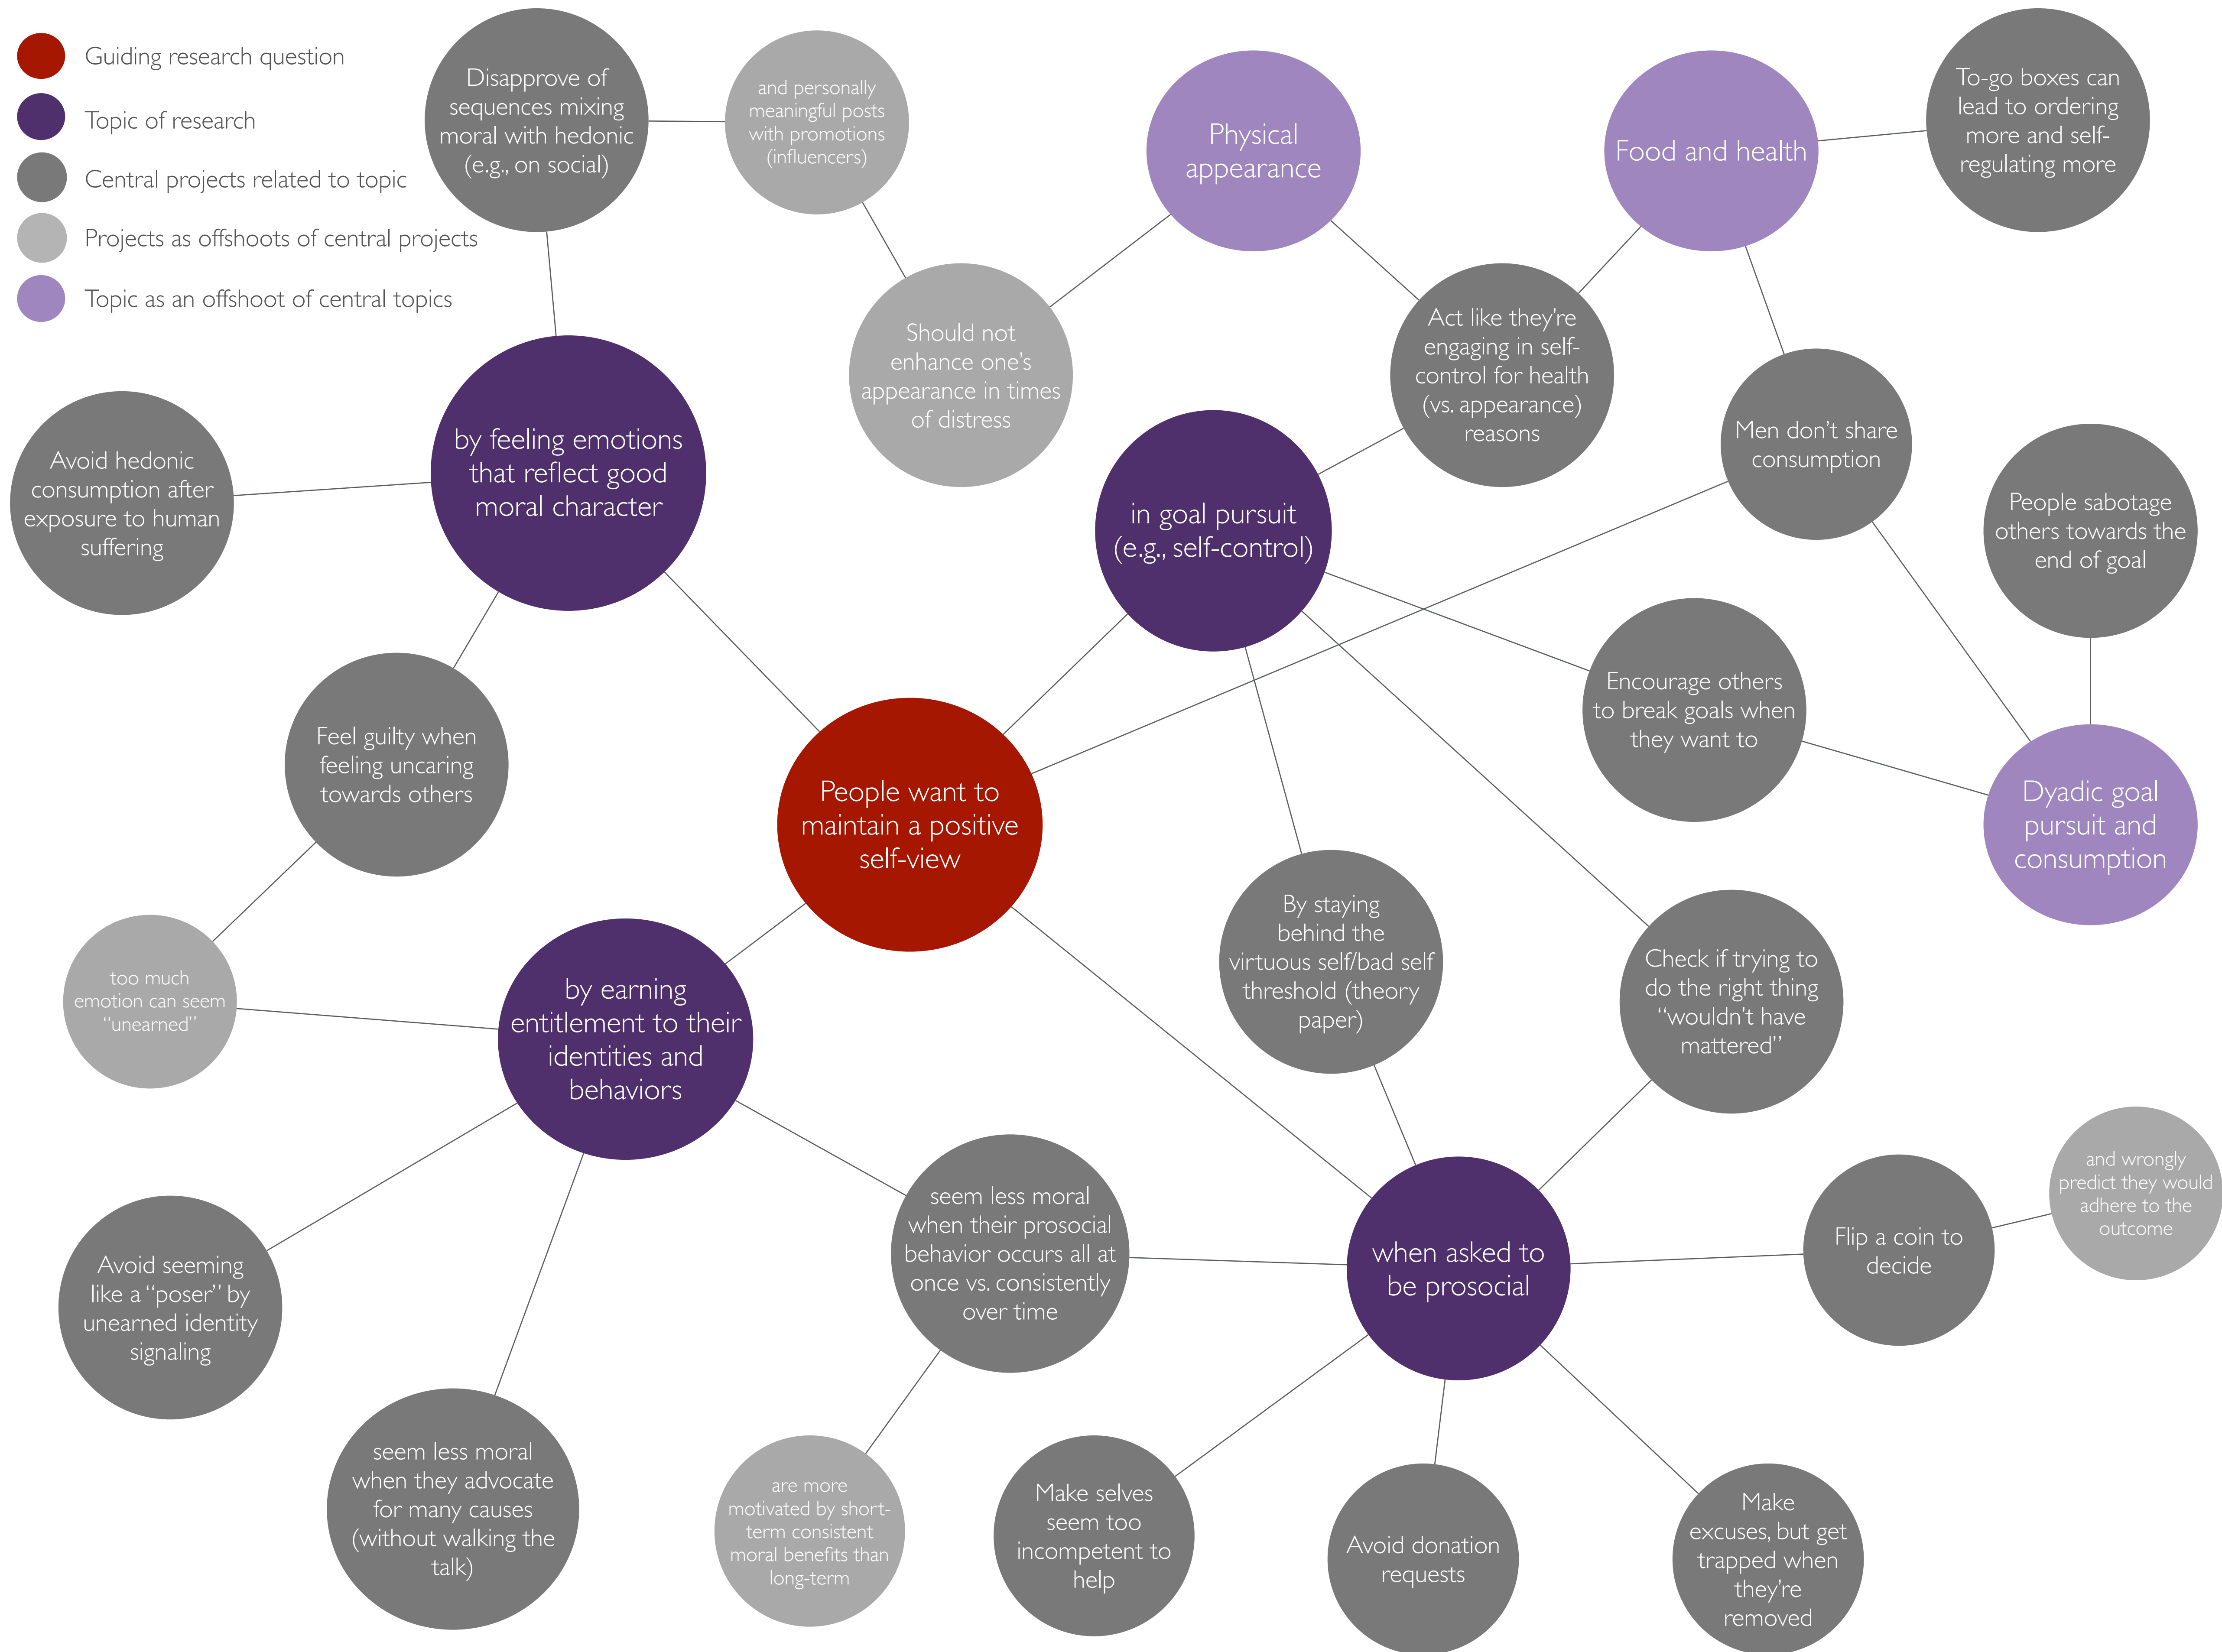 Guiding research question
Topic of research
Central projects related to topic
Projects as offshoots of central projects
Topic as an offshoot of central topics
Disapprove of
sequences mixing
moral with hedonic
(e.g., on social)
and personally
meaningful posts
with promotions
(influencers)
Physical
appearance
Food and health
To-go boxes can
lead to ordering
more and self-
regulating more
Should not
enhance one’s
appearance in times
of distress
Act like they’re
engaging in self-
control for health
(vs. appearance)
reasons
Men don’t share
consumption
People sabotage
others towards the
end of goal
by feeling emotions
that reflect good
moral character
Avoid hedonic
consumption after
exposure to human
suffering
in goal pursuit
(e.g., self-control)
Encourage others
to break goals when
they want to
Dyadic goal
pursuit and
consumption
Feel guilty when
feeling uncaring
towards others
People want to
maintain a positive
self-view
By staying
behind the
virtuous self/bad self
threshold (theory
paper)
Check if trying to
do the right thing
“wouldn’t have
mattered”
too much
emotion can seem
“unearned”
by earning
entitlement to their
identities and
behaviors
seem less moral
when their prosocial
behavior occurs all at
once vs. consistently
over time
when asked to
be prosocial
Flip a coin to
decide
and wrongly
predict they would
adhere to the
outcome
Avoid seeming
like a “poser” by
unearned identity
signaling
seem less moral
when they advocate
for many causes
(without walking the
talk)
are more
motivated by short-
term consistent
moral benefits than
long-term
Make selves
seem too
incompetent to
help
Avoid donation
requests
Make
excuses, but get
trapped when
they’re
removed